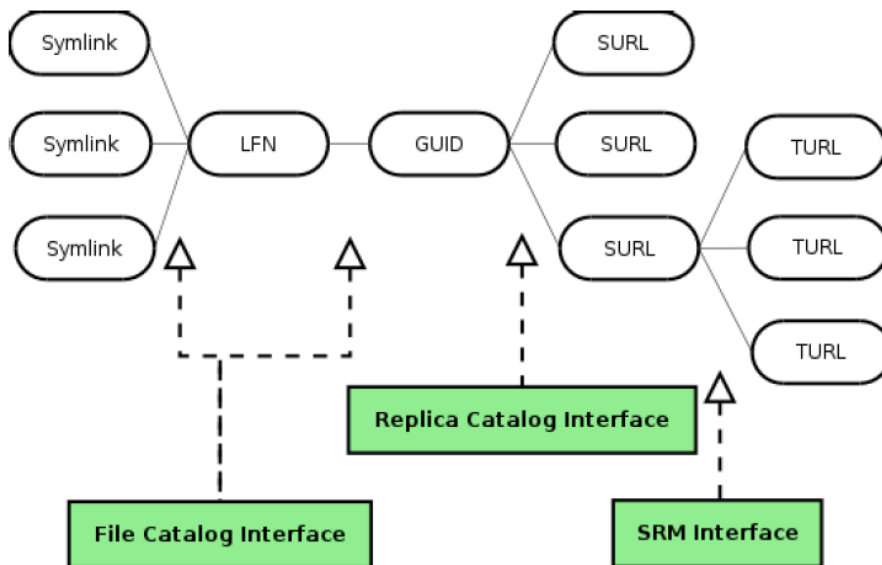 Symlink
SURL
Symlink
LFN
GUID
SURL
TURL
Symlink
SURL
TURL
TURL
Replica Catalog Interface
File Catalog Interface
SRM Interface